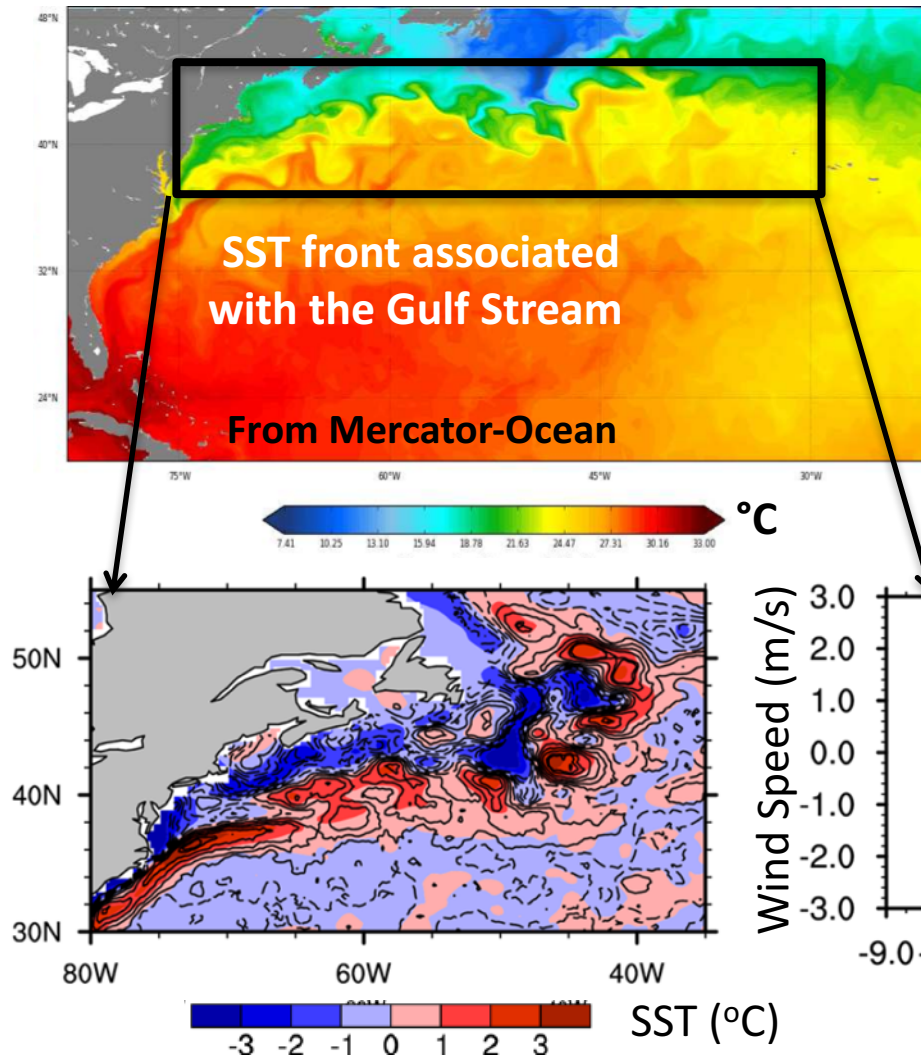 48°N
40°N
32°N
24°N
SST front associated
with the Gulf Stream
From Mercator-Ocean
75°W 60°W 45°W 30°W
°C
7.41 10.25 13.10 15.94 18.78 21.63 24.47 27.31 30.16 33.00
50N
40N
30N
80W 60W 40W
-3 -2 -1 0 1 2 3
SST (°C)
Wind Speed (m/s)
3.0
2.0
1.0
0.0
-1.0
-2.0
-3.0
-9.0